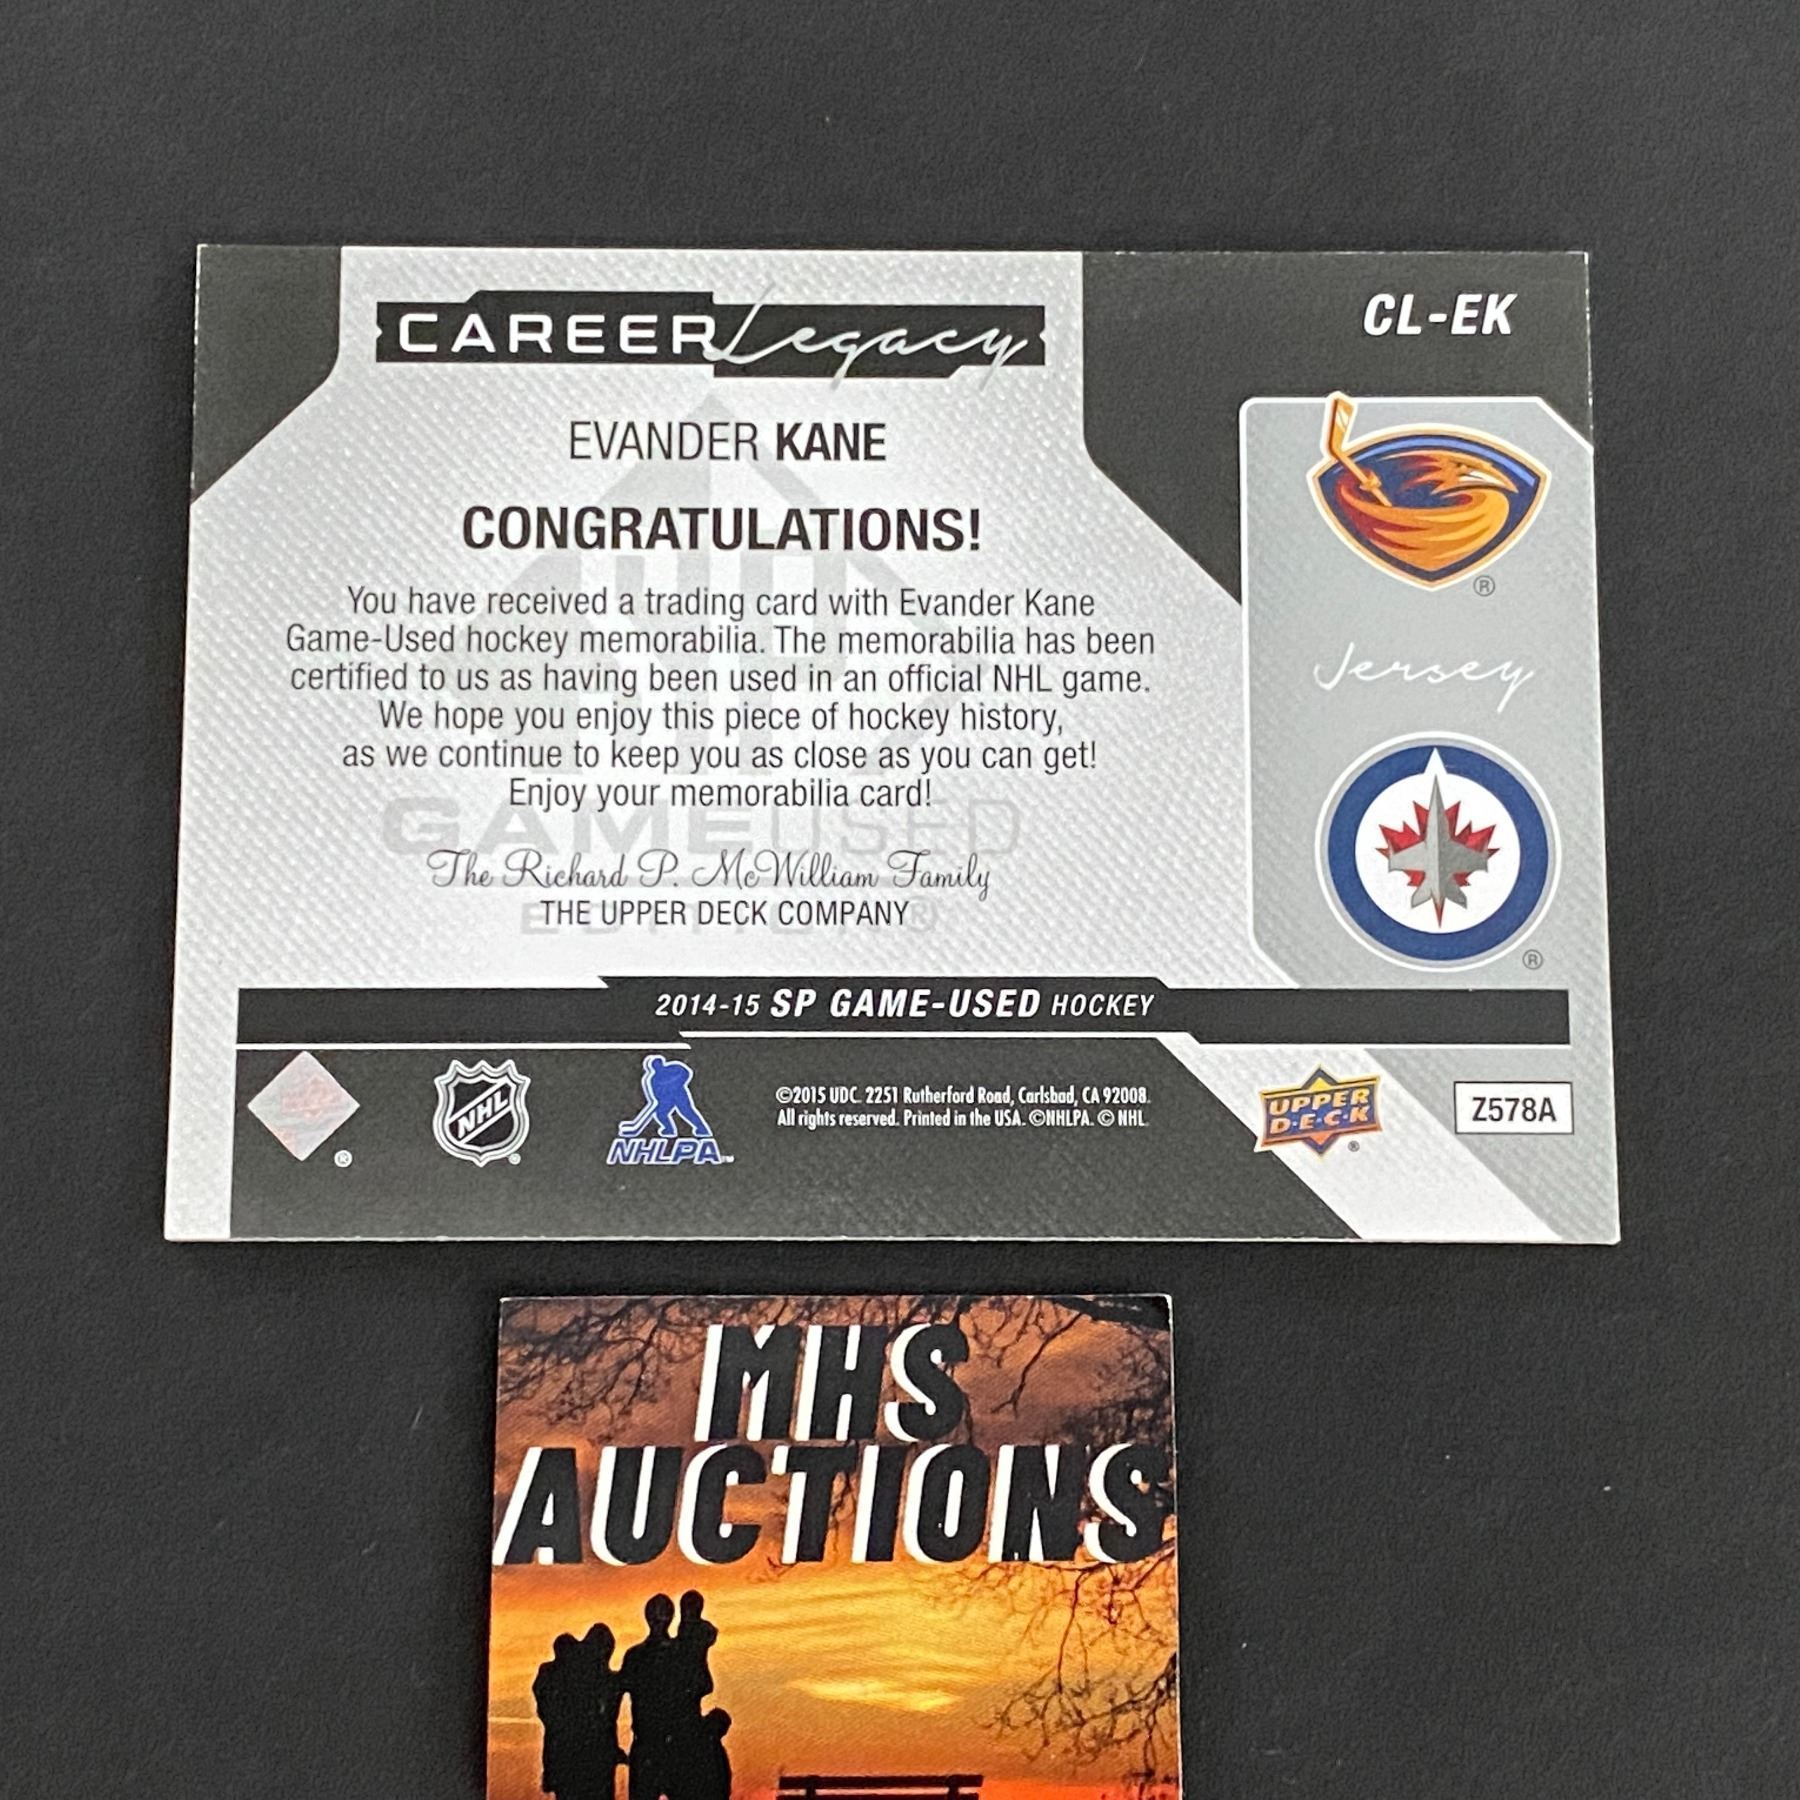 CAREER Legacy
CL-EK
EVANDER KANE
CONGRATULATIONS!
You have received a trading card with Evander Kane
Game-Used hockey memorabilia. The memorabilia has been
certified to us as having been used in an official NHL game.
We hope you enjoy this piece of hockey history,
as we continue to keep you as close as you can get!
Enjoy your memorabilia card!
GAMEUSED
The Richard P. McWilliam Family
EDITION®
THE UPPER DECK COMPANY
®
Jersey
®
2014-15 SP GAME-USED HOCKEY
®
NHL ®
NHLPA™
©2015 UDC. 2251 Rutherford Road, Carlsbad, CA 92008.
All rights reserved. Printed in the USA. ©NHLPA. © NHL.
UPPER
D·E·C·K ®
Z578A
MHS
AUCTIONS